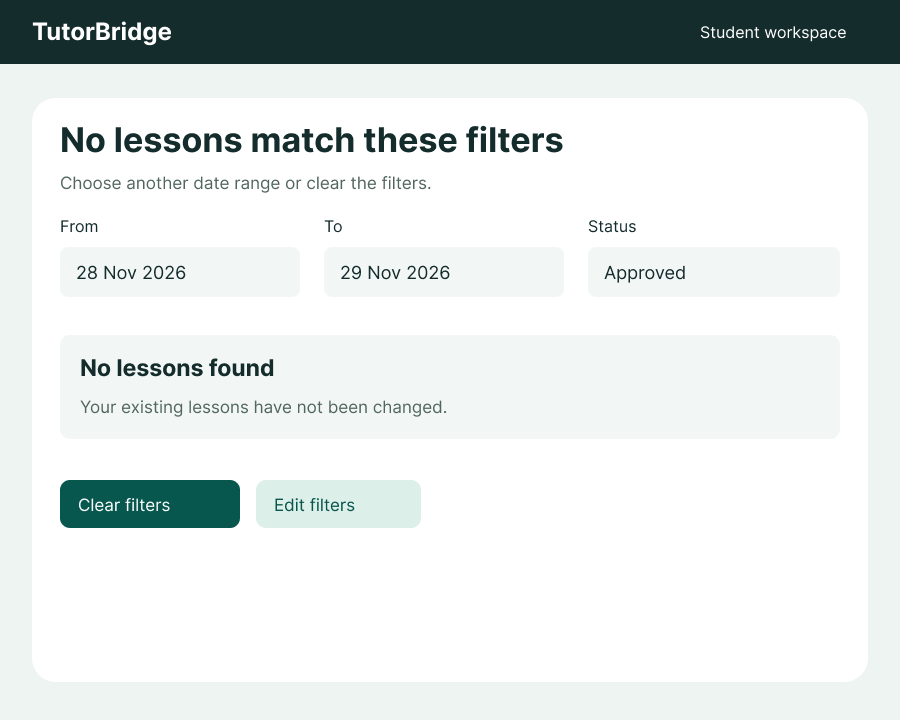 TutorBridge
Student workspace
No lessons match these filters
Choose another date range or clear the filters.
From
To
Status
28 Nov 2026
29 Nov 2026
Approved
No lessons found
Your existing lessons have not been changed.
Clear filters
Edit filters